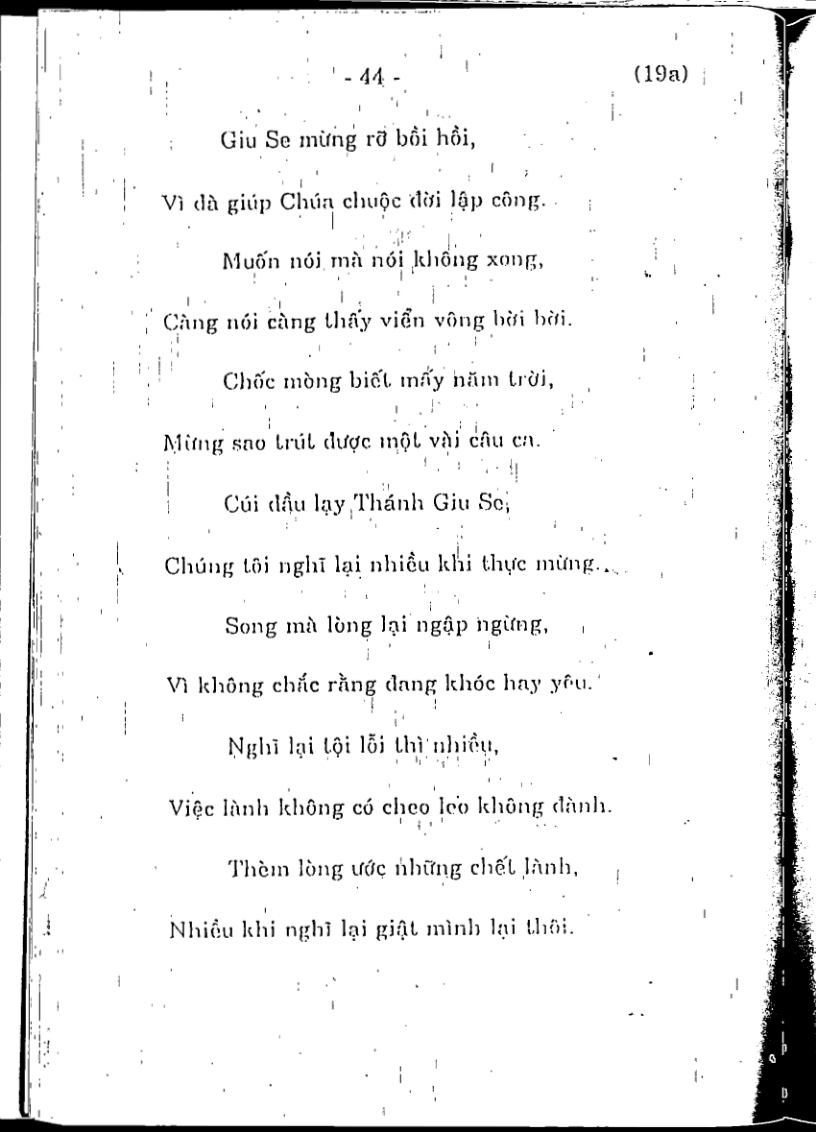 - 44 - (19a)
Giu Se mừng rỡ bồi hồi,
Vì đà giúp Chúa chuộc đời lập công.
Muốn nói mà nói không xong,
Càng nói càng thấy viển vông bời bời.
Chốc mòng biết mấy năm trời,
Mừng sao trút được một vài câu ca.
Cúi đầu lạy Thánh Giu Se,
Chúng tôi nghĩ lại nhiều khi thực mừng.
Song mà lòng lại ngập ngừng,
Vì không chắc rằng đang khóc hay yêu.
Nghĩ lại tội lỗi thì nhiều,
Việc lành không có cheo leo không đành.
Thèm lòng ước những chết lành,
Nhiều khi nghĩ lại giật mình lại thôi.